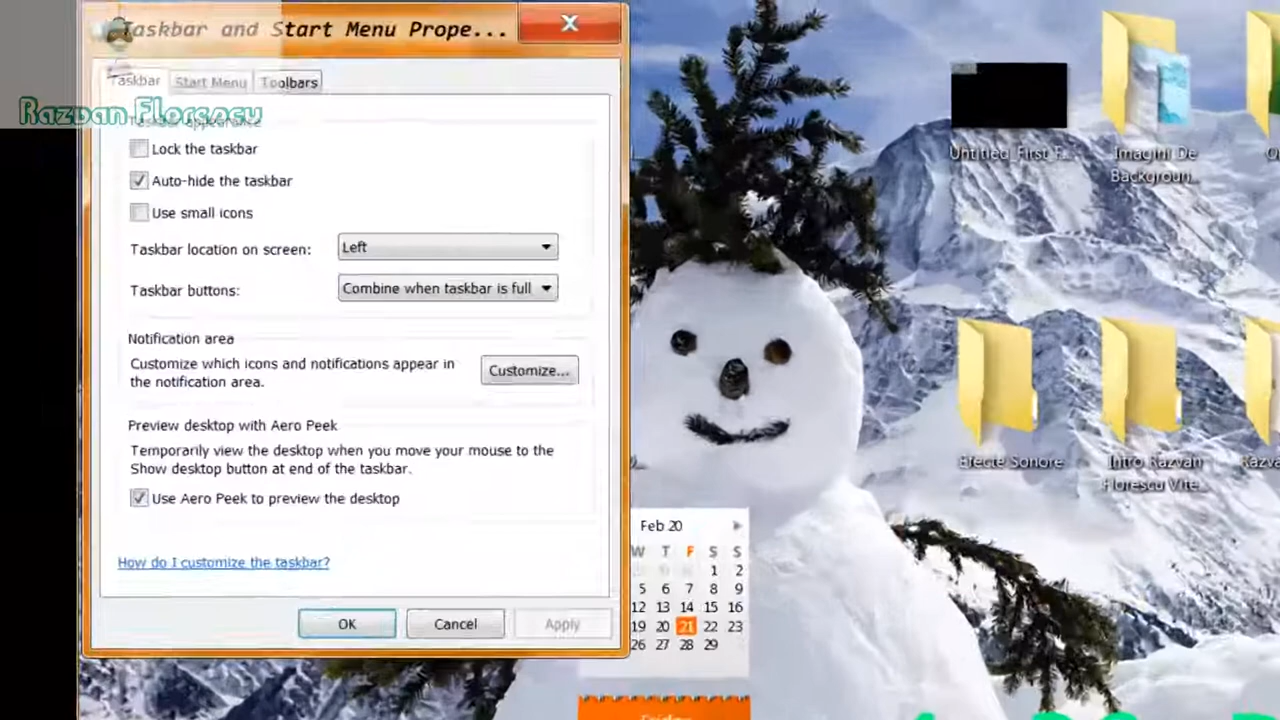 Taskbar and Start Menu Prope...
Taskbar
Start Menu
Toolbars
Razvan Florescu
Taskbar appearance
Lock the taskbar
Auto-hide the taskbar
Use small icons
Taskbar location on screen:
Left
Taskbar buttons:
Combine when taskbar is full
Notification area
Customize which icons and notifications appear in
the notification area.
Customize...
Preview desktop with Aero Peek
Temporarily view the desktop when you move your mouse to the
Show desktop button at end of the taskbar.
Use Aero Peek to preview the desktop
How do I customize the taskbar?
OK
Cancel
Apply
Untitled_First_F...
Imagini De
Backgroun...
Efecte Sonore
Intro Razvan
Florescu Vite...
Feb 20
W T F S S
1 2
5 6 7 8 9
12 13 14 15 16
19 20 21 22 23
26 27 28 29
Friday